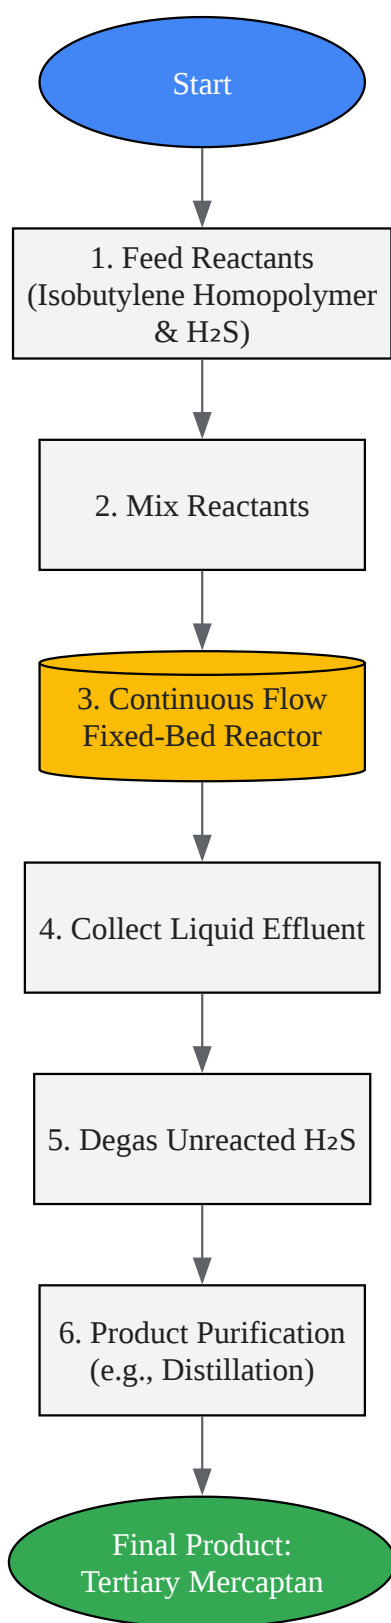 Start
1. Feed Reactants
(Isobutylene Homopolymer
& H₂S)
2. Mix Reactants
3. Continuous Flow
Fixed-Bed Reactor
4. Collect Liquid Effluent
5. Degas Unreacted H₂S
6. Product Purification
(e.g., Distillation)
Final Product:
Tertiary Mercaptan